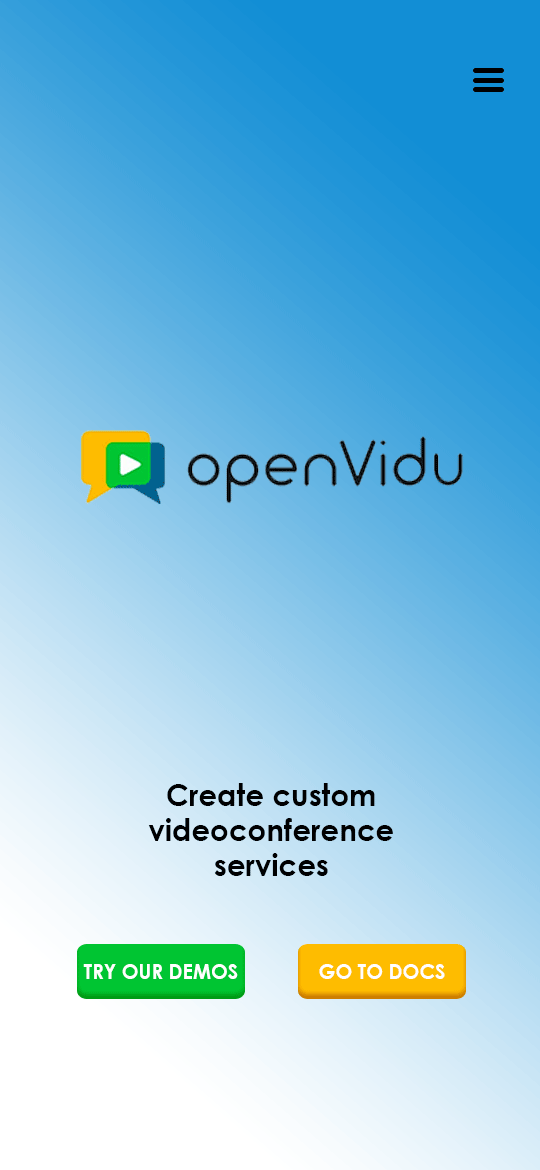 openVidu
Create custom
videoconference
services
TRY OUR DEMOS
GO TO DOCS